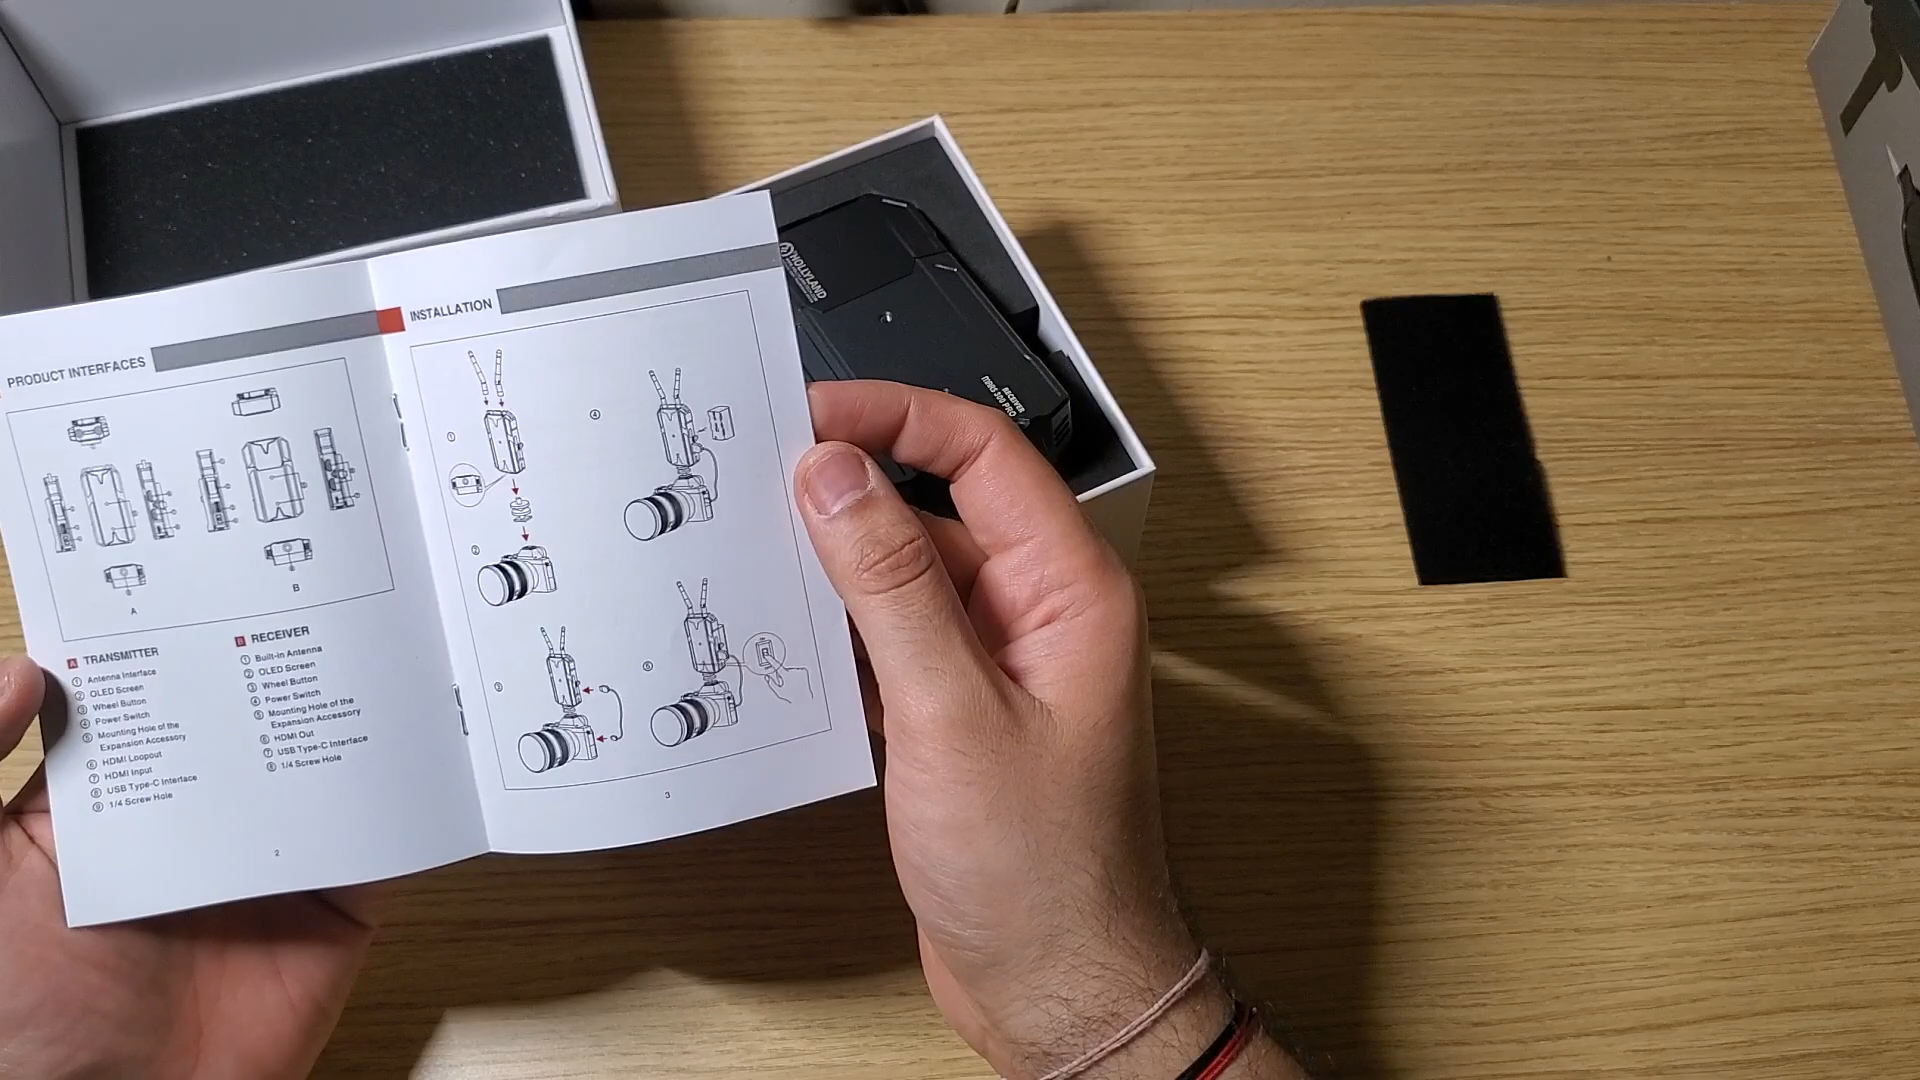 PRODUCT INTERFACES
A
B
A TRANSMITTER
① Antenna Interface
② OLED Screen
③ Wheel Button
④ Power Switch
⑤ Mounting Hole of the
Expansion Accessory
⑥ HDMI Loopout
⑦ HDMI Input
⑧ USB Type-C Interface
⑨ 1/4 Screw Hole
B RECEIVER
① Built-in Antenna
② OLED Screen
③ Wheel Button
④ Power Switch
⑤ Mounting Hole of the
Expansion Accessory
⑥ HDMI Out
⑦ USB Type-C Interface
⑧ 1/4 Screw Hole
2
INSTALLATION
①
②
③
④
⑤
3
HOLLYLAND
RECEIVER
MARS 300 PRO